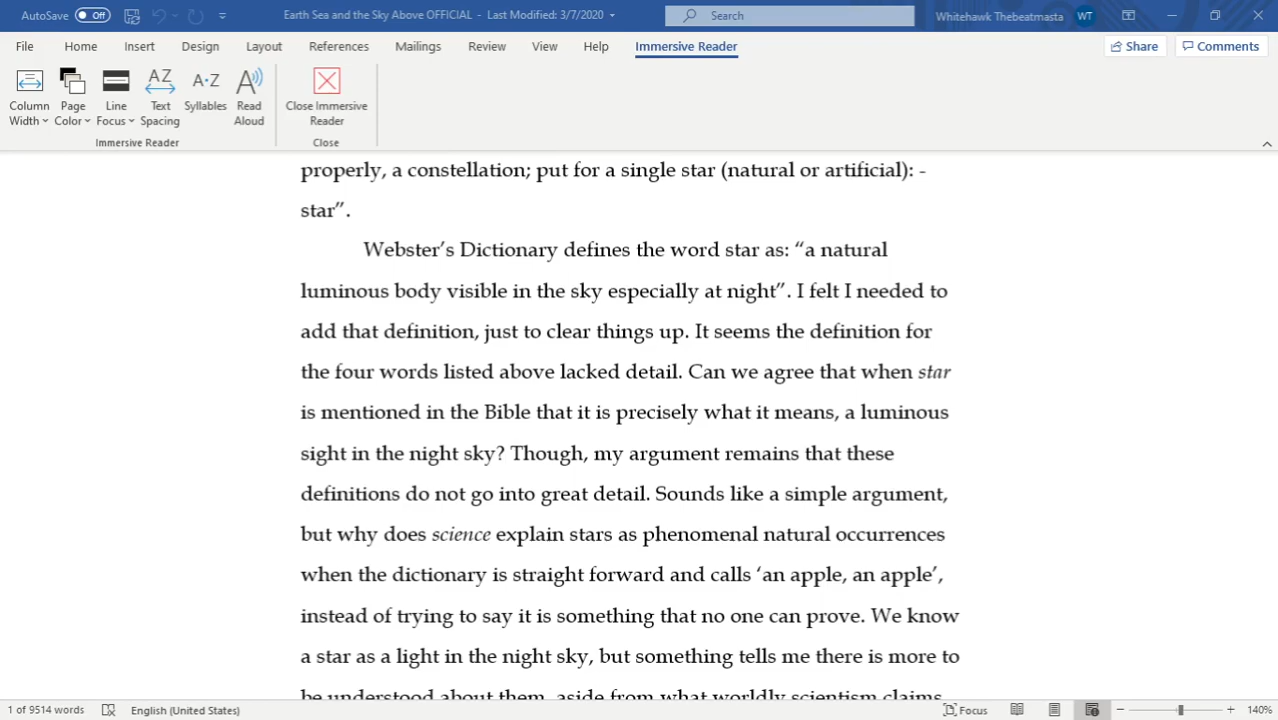 AutoSave Off
Earth Sea and the Sky Above OFFICIAL - Last Modified: 3/7/2020
Search
Whitehawk Thebeatmasta WT
File Home Insert Design Layout References Mailings Review View Help Immersive Reader
Share Comments
Column Width
Page Color
Line Focus
Text Spacing
Syllables
Read Aloud
Close Immersive Reader
Immersive Reader
Close
properly, a constellation; put for a single star (natural or artificial): -
star”.
Webster’s Dictionary defines the word star as: “a natural
luminous body visible in the sky especially at night”. I felt I needed to
add that definition, just to clear things up. It seems the definition for
the four words listed above lacked detail. Can we agree that when star
is mentioned in the Bible that it is precisely what it means, a luminous
sight in the night sky? Though, my argument remains that these
definitions do not go into great detail. Sounds like a simple argument,
but why does science explain stars as phenomenal natural occurrences
when the dictionary is straight forward and calls ‘an apple, an apple’,
instead of trying to say it is something that no one can prove. We know
a star as a light in the night sky, but something tells me there is more to
be understood about them, aside from what worldly scientism claims
1 of 9514 words
English (United States)
Focus
140%